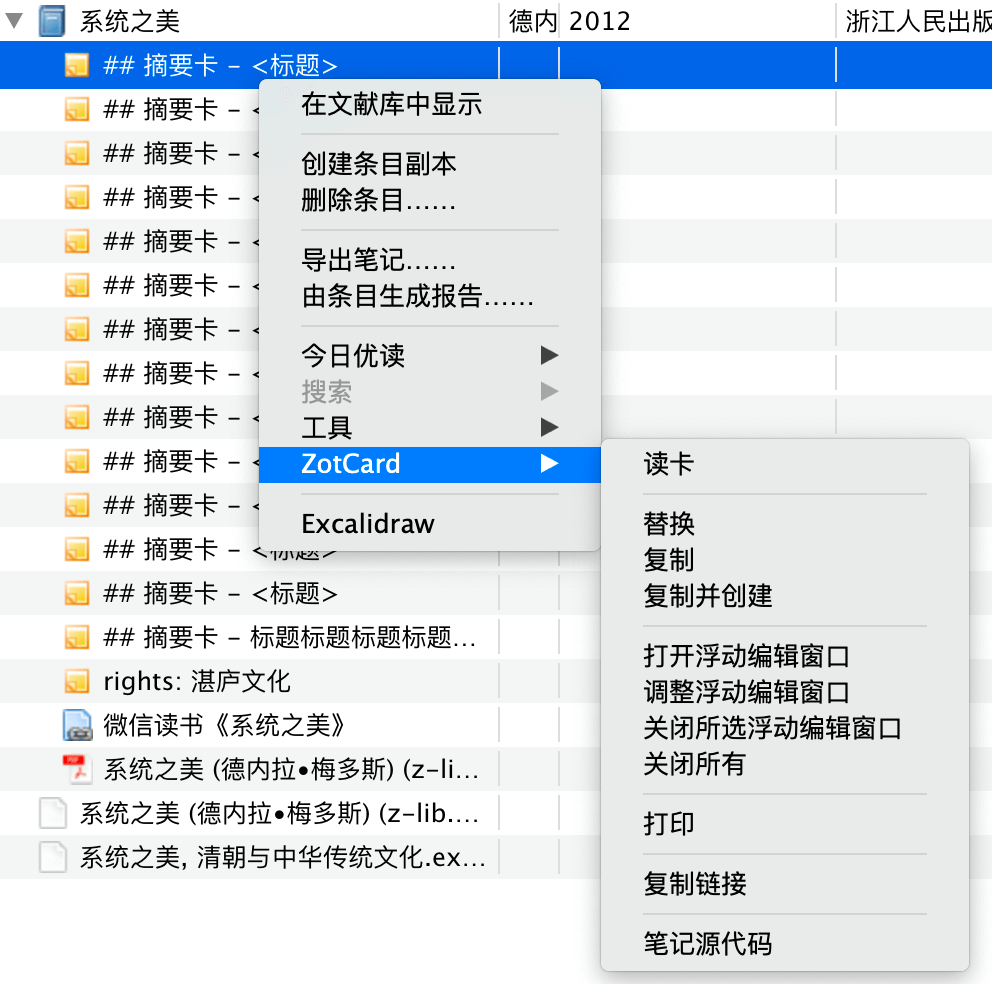 系统之美 德内 2012 浙江人民出版
## 摘要卡 – <标题>
## 摘要卡 – <
## 摘要卡 – <
## 摘要卡 – <
## 摘要卡 – <
## 摘要卡 – <
## 摘要卡 – <
## 摘要卡 – <
## 摘要卡 – <
## 摘要卡 – <
## 摘要卡 – <
## 摘要卡 – <标题>
## 摘要卡 – <标题>
## 摘要卡 – 标题标题标题标题…
rights: 湛庐文化
微信读书《系统之美》
系统之美 (德内拉•梅多斯) (z-li…
系统之美 (德内拉•梅多斯) (z-lib.…
系统之美, 清朝与中华传统文化.ex…
在文献库中显示
创建条目副本
删除条目……
导出笔记……
由条目生成报告……
今日优读
搜索
工具
ZotCard
Excalidraw
读卡
替换
复制
复制并创建
打开浮动编辑窗口
调整浮动编辑窗口
关闭所选浮动编辑窗口
关闭所有
打印
复制链接
笔记源代码